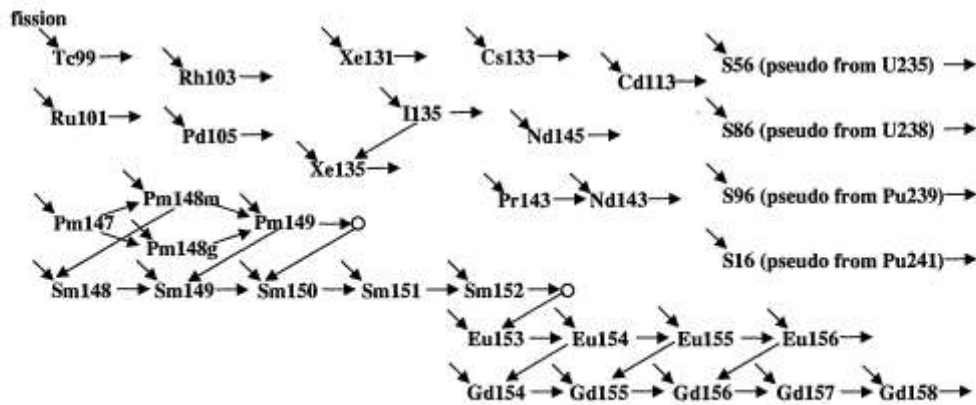 fission
Tc99 Xe131 Cs133 S56 (pseudo from U235)
Rh103 Cd113
Ru101 I135 S86 (pseudo from U238)
Pd105 Nd145
Xe135
Pm148m Pr143 Nd143 S96 (pseudo from Pu239)
Pm147 Pm149
Pm148g S16 (pseudo from Pu241)
Sm148 Sm149 Sm150 Sm151 Sm152
Eu153 Eu154 Eu155 Eu156
Gd154 Gd155 Gd156 Gd157 Gd158